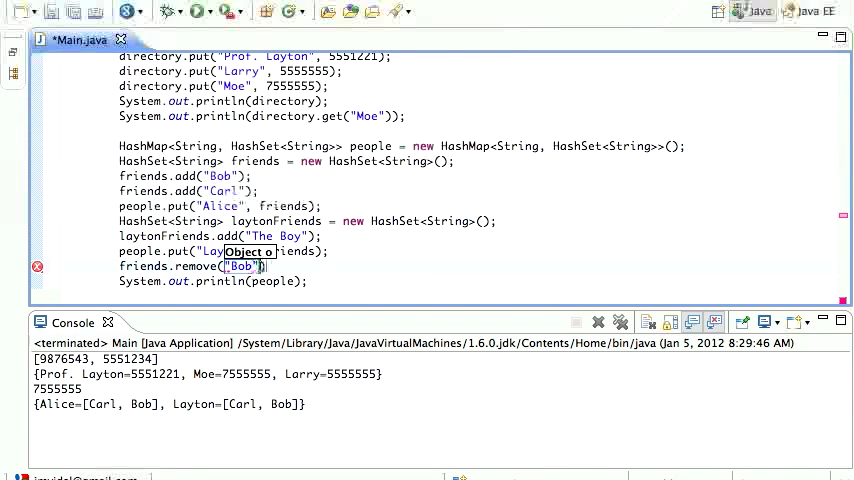 Java
Java EE
*Main.java
directory.put("Prof. Layton", 5551221);
directory.put("Larry", 5555555);
directory.put("Moe", 7555555);
System.out.println(directory);
System.out.println(directory.get("Moe"));
HashMap<String, HashSet<String>> people = new HashMap<String, HashSet<String>>();
HashSet<String> friends = new HashSet<String>();
friends.add("Bob");
friends.add("Carl");
people.put("Alice", friends);
HashSet<String> laytonFriends = new HashSet<String>();
laytonFriends.add("The Boy");
people.put("Lay
Object o
riends);
friends.remove("Bob")
System.out.println(people);
Console
<terminated> Main [Java Application] /System/Library/Java/JavaVirtualMachines/1.6.0.jdk/Contents/Home/bin/java (Jan 5, 2012 8:29:46 AM)
[9876543, 5551234]
{Prof. Layton=5551221, Moe=7555555, Larry=5555555}
7555555
{Alice=[Carl, Bob], Layton=[Carl, Bob]}